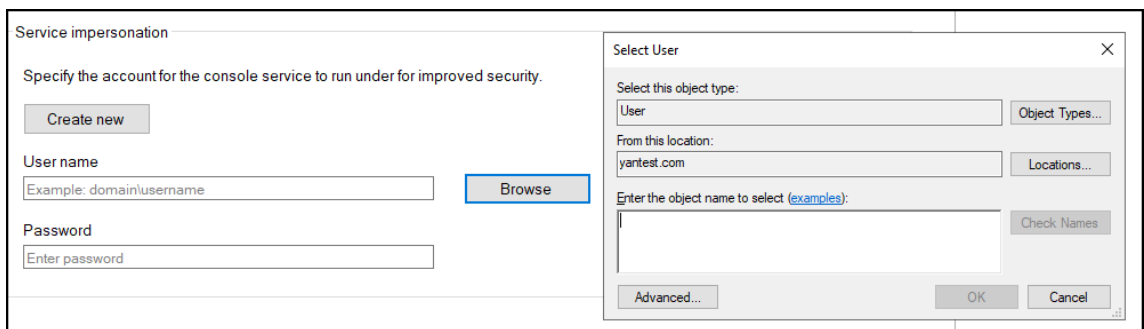 Service impersonation
Specify the account for the console service to run under for improved security.
Create new
User name
Example: domain\username
Browse
Password
Enter password
Select User
Select this object type:
User
Object Types...
From this location:
yantest.com
Locations...
Enter the object name to select (examples):
Check Names
Advanced...
OK
Cancel